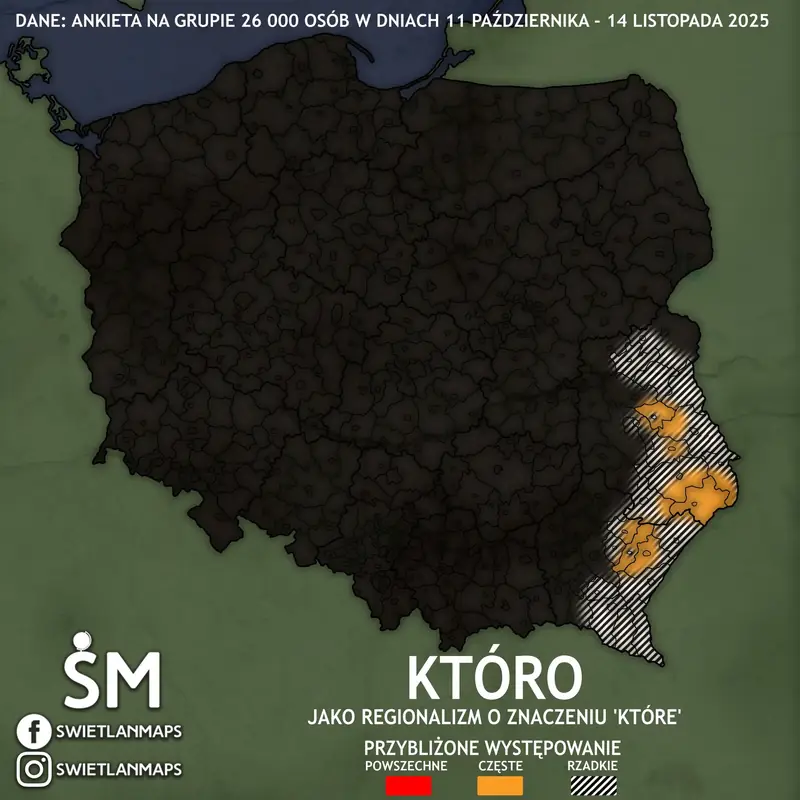 DANE: ANKIETA NA GRUPIE 26 000 OSÓB W DNIACH 11 PAŹDZIERNIKA - 14 LISTOPADA 2025
ŚM
SWIETLANMAPS
SWIETLANMAPS
KTÓRO
JAKO REGIONALIZM O ZNACZENIU 'KTÓRE'
PRZYBLIŻONE WYSTĘPOWANIE
POWSZECHNE CZĘSTE RZADKIE